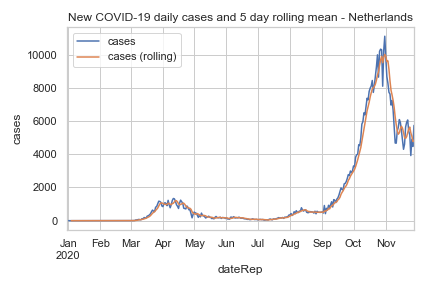 New COVID-19 daily cases and 5 day rolling mean - Netherlands
cases
cases (rolling)
10000
8000
6000
4000
2000
0
cases
Jan Feb Mar Apr May Jun Jul Aug Sep Oct Nov
2020
dateRep